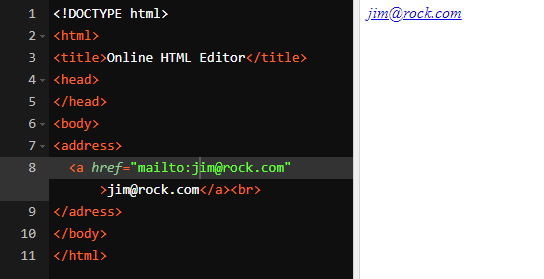 1 <!DOCTYPE html>
2 <html>
3 <title>Online HTML Editor</title>
4 <head>
5 </head>
6 <body>
7 <address>
8 <a href="mailto:jim@rock.com"
>jim@rock.com</a><br>
9 </adress>
10 </body>
11 </html>
jim@rock.com